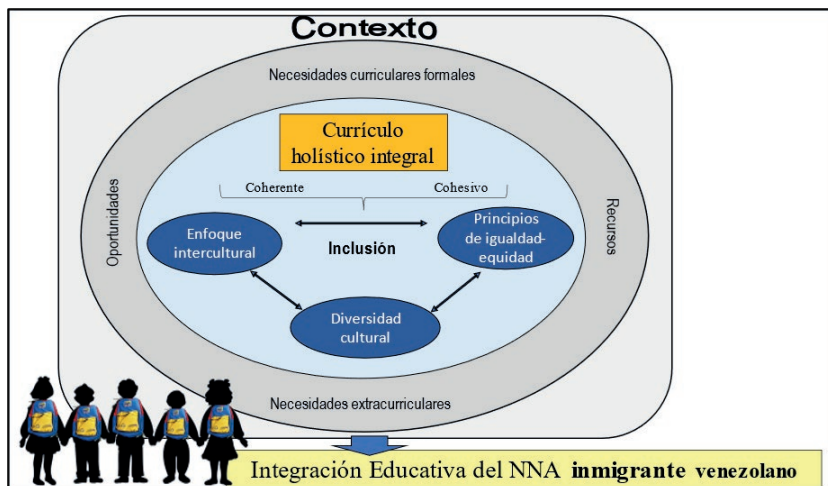 Contexto
Necesidades curriculares formales
Currículo
holístico integral
Coherente
Cohesivo
Oportunidades
Recursos
Enfoque
intercultural
Inclusión
Principios
de igualdad-
equidad
Diversidad
cultural
Necesidades extracurriculares
Integración Educativa del NNA inmigrante venezolano